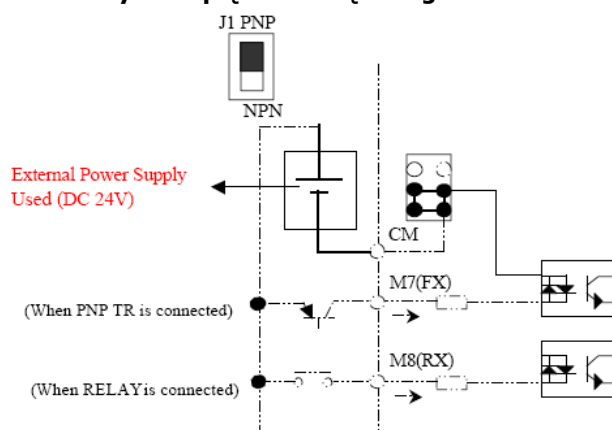 J1 PNP
NPN
External Power Supply
Used (DC 24V)
CM
M7(FX)
(When PNP TR is connected)
M8(RX)
(When RELAY is connected)